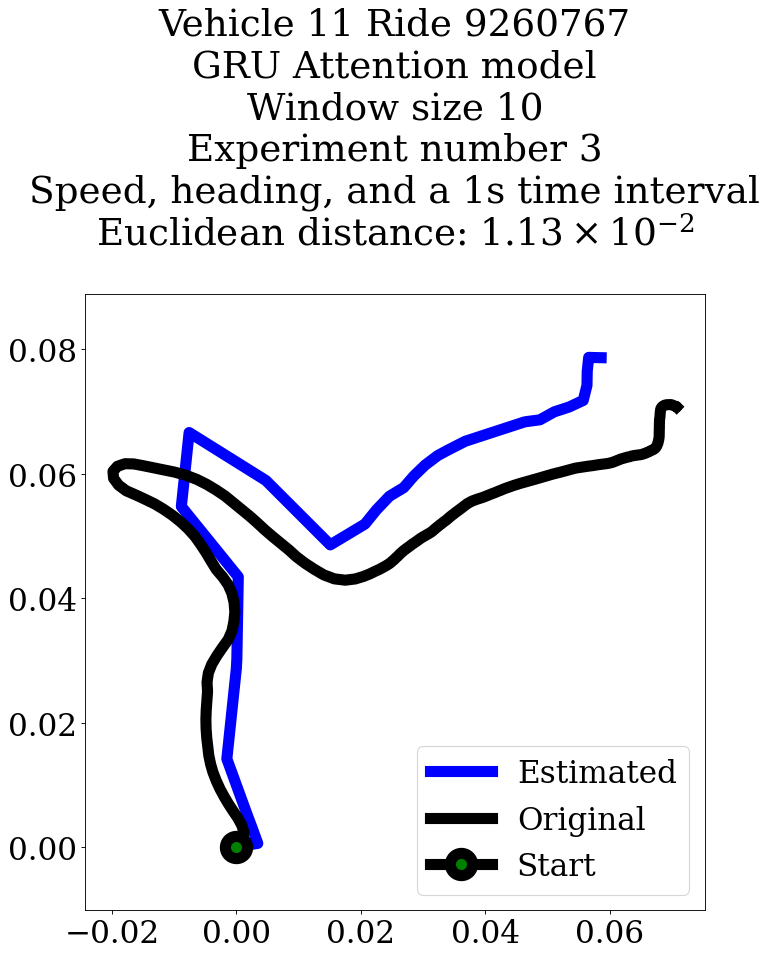 Vehicle 11 Ride 9260767
GRU Attention model
Window size 10
Experiment number 3
Speed, heading, and a 1s time interval
Euclidean distance: 1.13 × 10⁻²
0.08
0.06
0.04
0.02
0.00
Estimated
Original
Start
−0.02 0.00 0.02 0.04 0.06